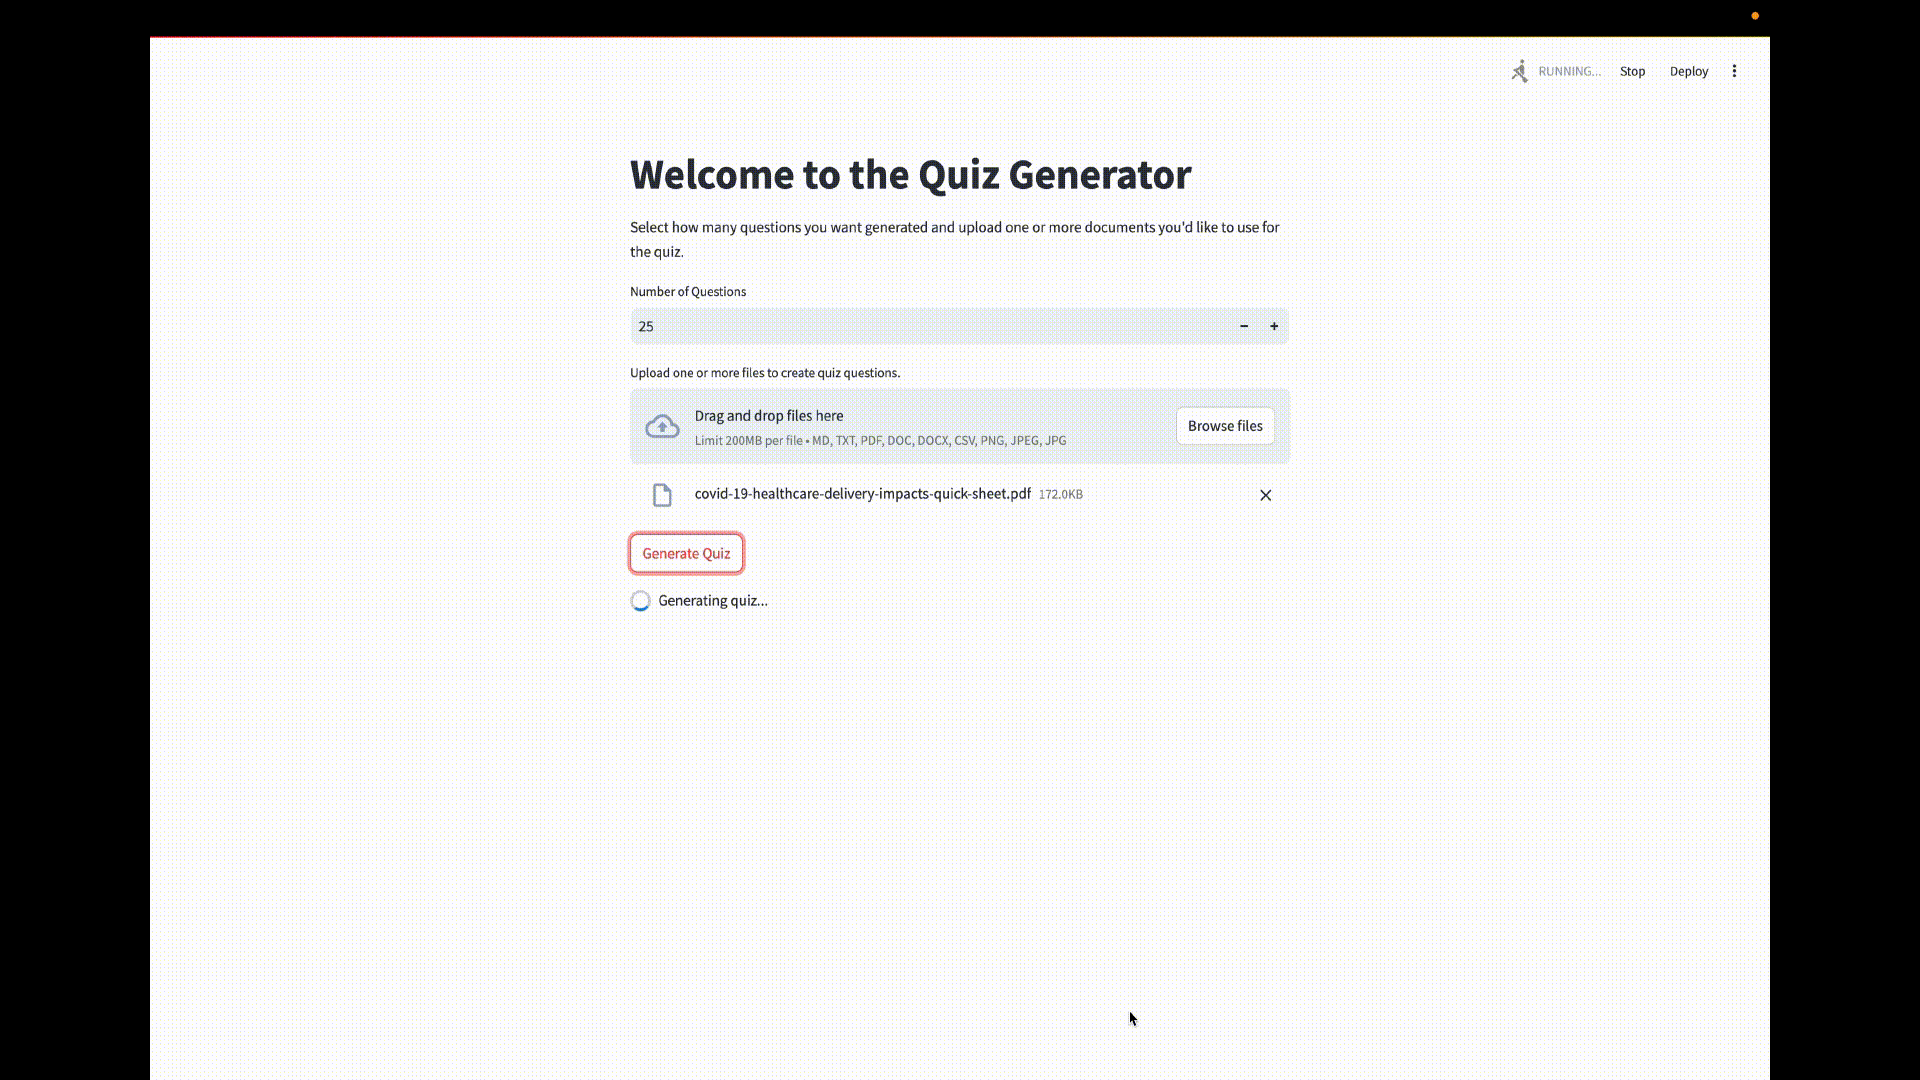 RUNNING...
Stop
Deploy
Welcome to the Quiz Generator
Select how many questions you want generated and upload one or more documents you'd like to use for
the quiz.
Number of Questions
25
Upload one or more files to create quiz questions.
Drag and drop files here
Limit 200MB per file • MD, TXT, PDF, DOC, DOCX, CSV, PNG, JPEG, JPG
Browse files
covid-19-healthcare-delivery-impacts-quick-sheet.pdf 172.0KB
Generate Quiz
Generating quiz...